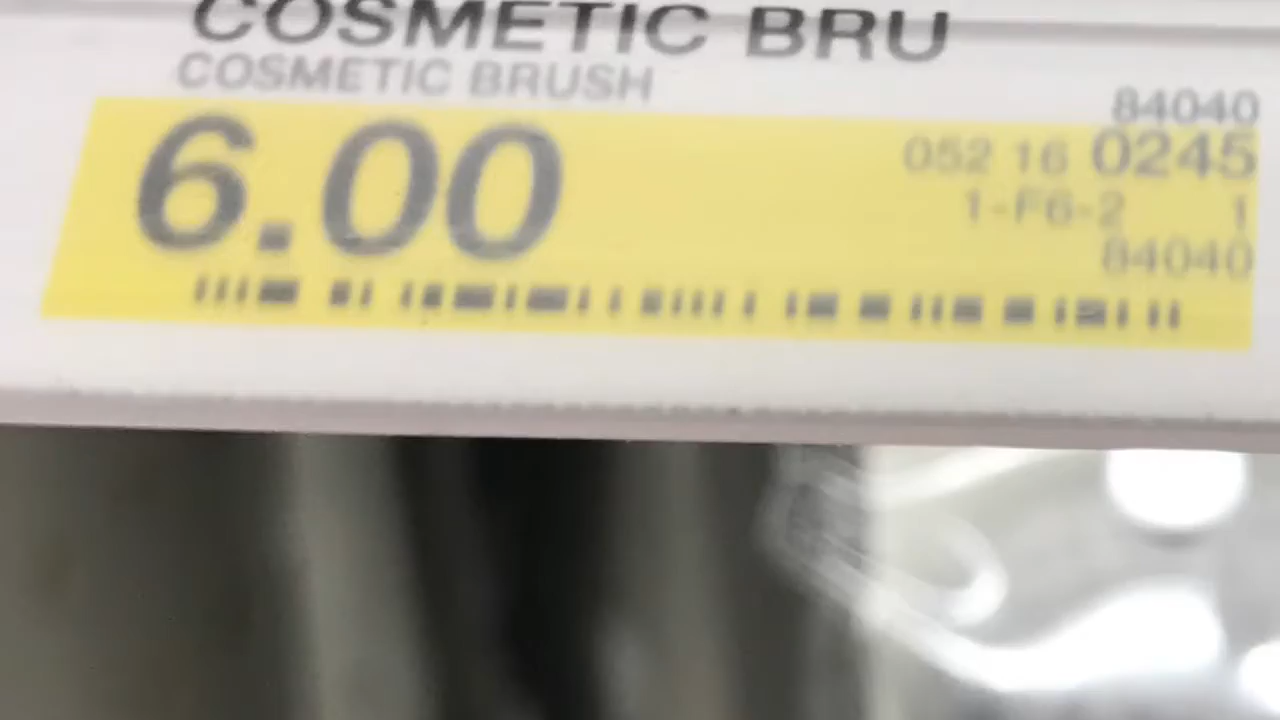 COSMETIC BRU
COSMETIC BRUSH
84040
6.00
052 16 0245
1-F6-2 1
84040